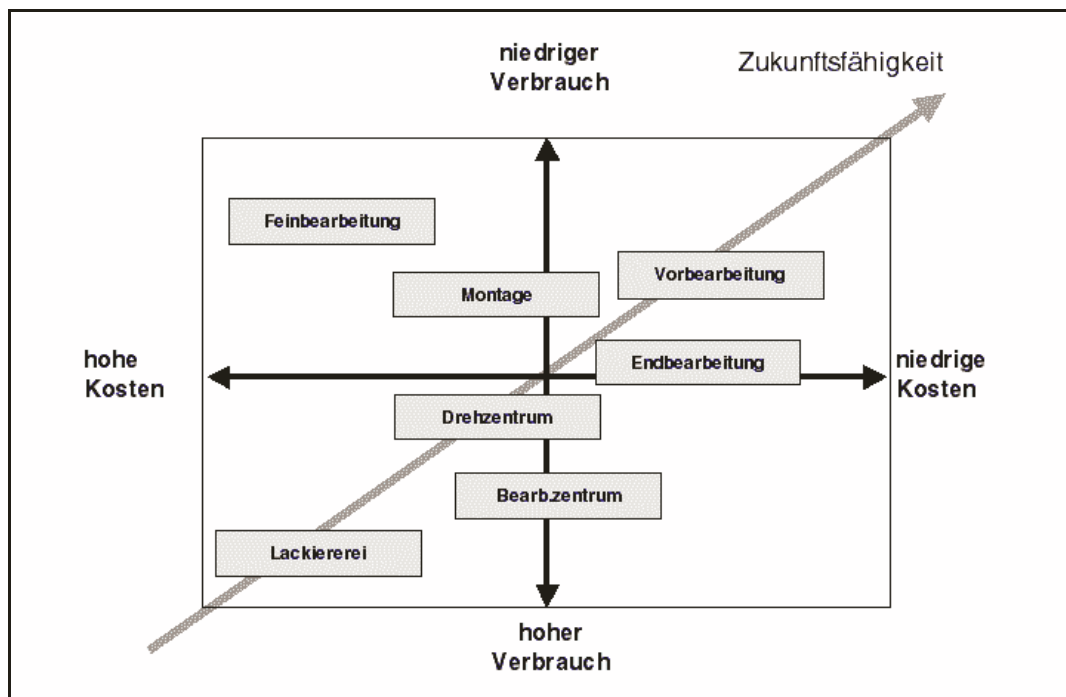 niedriger
Verbrauch
Zukunftsfähigkeit
Feinbearbeitung
Vorbearbeitung
Montage
hohe
Kosten
Endbearbeitung
niedrige
Kosten
Drehzentrum
Bearb.zentrum
Lackiererei
hoher
Verbrauch